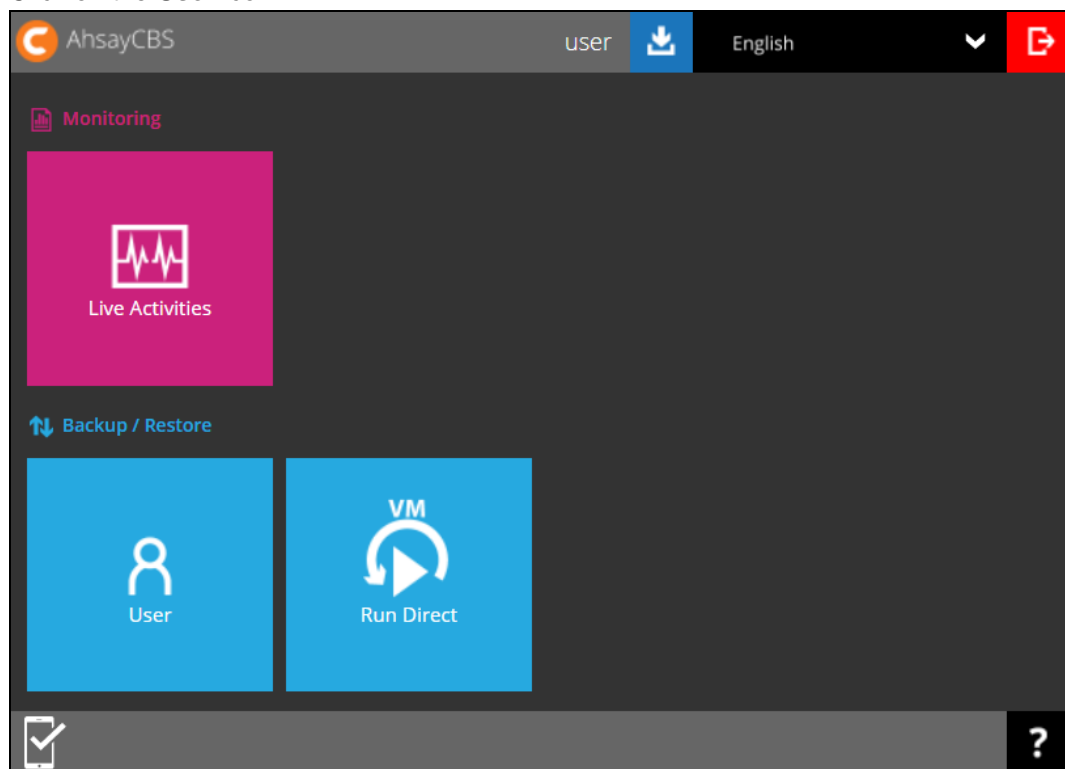 AhsayCBS user English
Monitoring
Live Activities
Backup / Restore
VM
User Run Direct
?